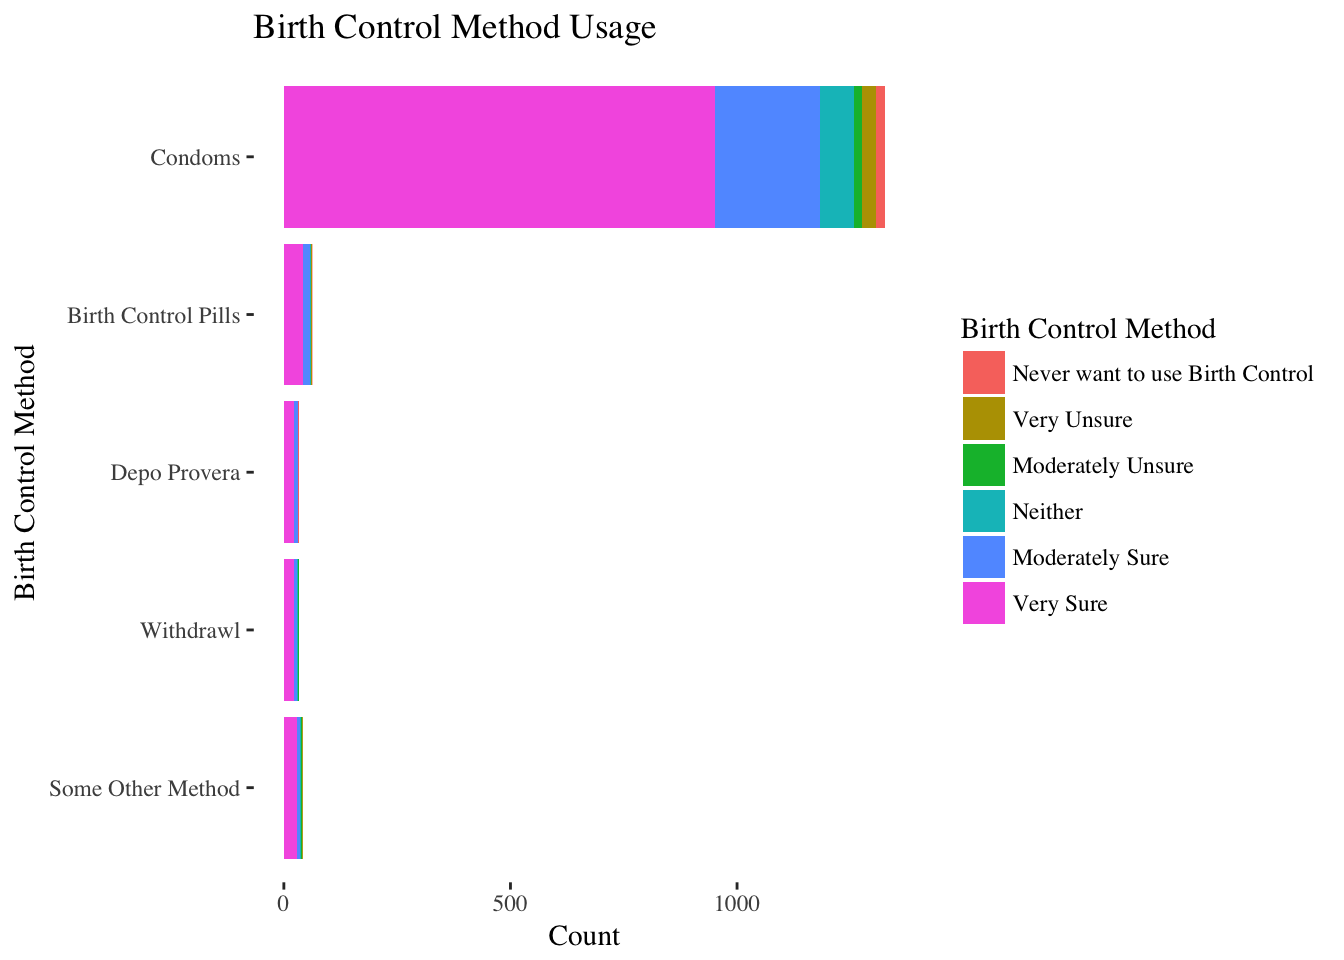 Birth Control Method Usage
Condoms
Birth Control Pills
Depo Provera
Withdrawl
Some Other Method
Birth Control Method
0
500
1000
Count
Birth Control Method
Never want to use Birth Control
Very Unsure
Moderately Unsure
Neither
Moderately Sure
Very Sure